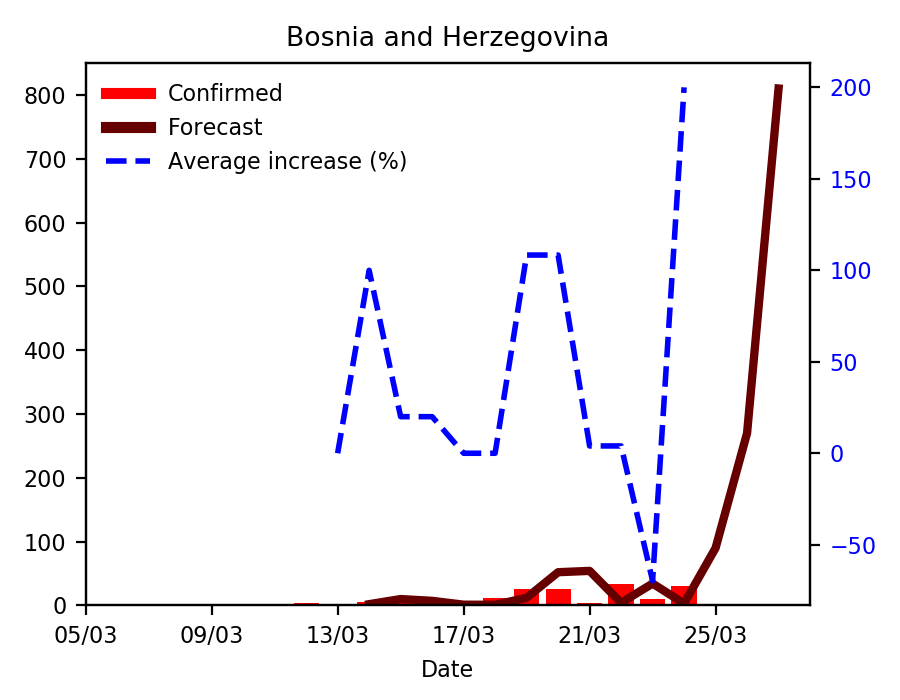 Bosnia and Herzegovina
Confirmed
Forecast
Average increase (%)
800
700
600
500
400
300
200
100
0
200
150
100
50
0
−50
05/03 09/03 13/03 17/03 21/03 25/03
Date